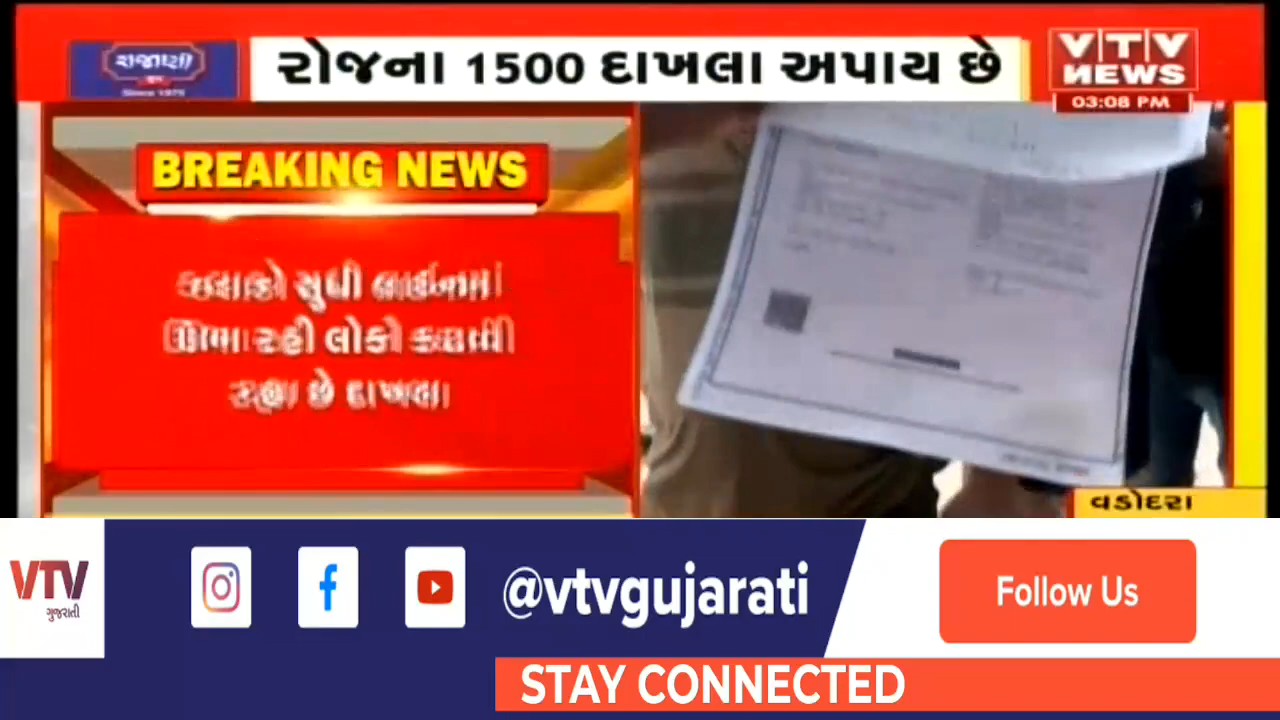 રાજાણી
Since 1975
રોજના 1500 દાખલા અપાય છે
VTV
NEWS
03:08 PM
BREAKING NEWS
કલાકો સુધી લાઈનમાં
ઊભા રહી લોકો કઢાવી
રહ્યા છે દાખલા
વડોદરા
VTV
ગુજરાતી
@vtvgujarati
Follow Us
STAY CONNECTED